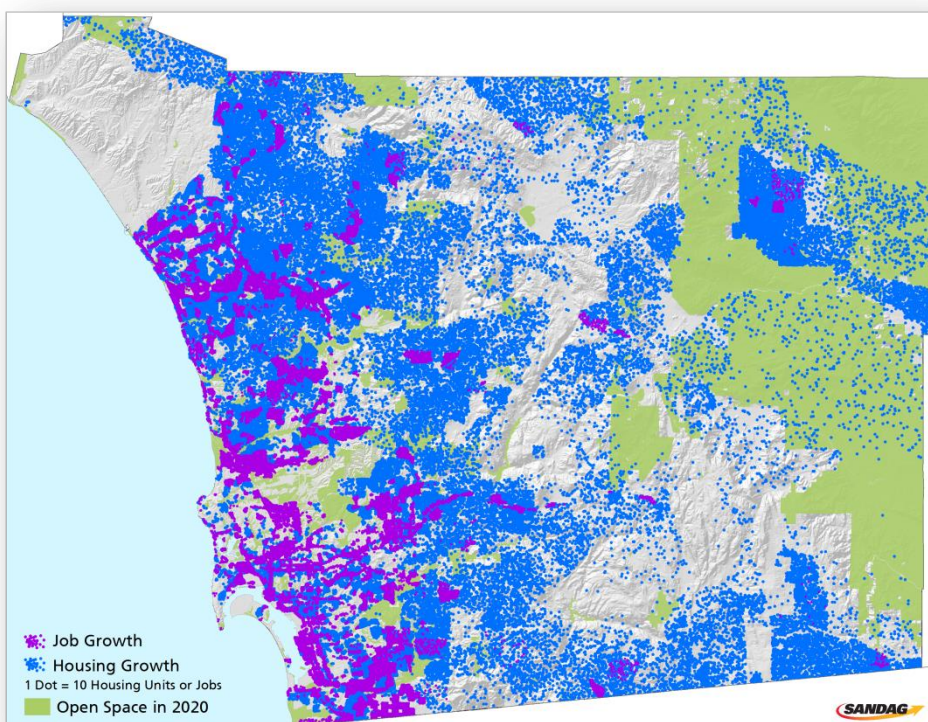 Job Growth
Housing Growth
1 Dot = 10 Housing Units or Jobs
Open Space in 2020
SANDAG